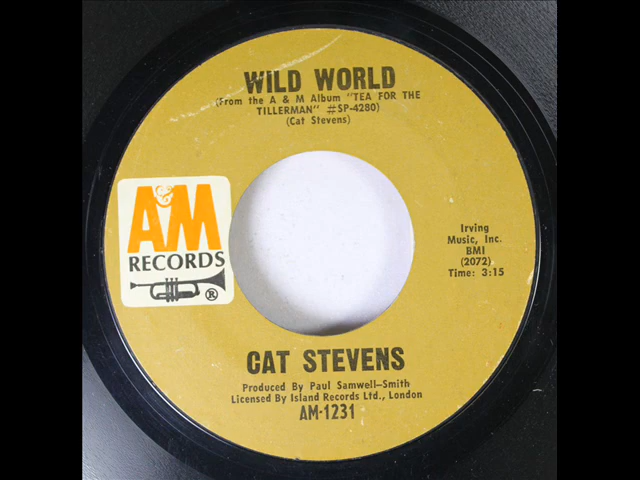 WILD WORLD
(From the A & M Album "TEA FOR THE
TILLERMAN" #SP-4280)
(Cat Stevens)
A&M
RECORDS
®
Irving
Music, Inc.
BMI
(2072)
Time: 3:15
CAT STEVENS
Produced By Paul Samwell-Smith
Licensed By Island Records Ltd., London
AM-1231